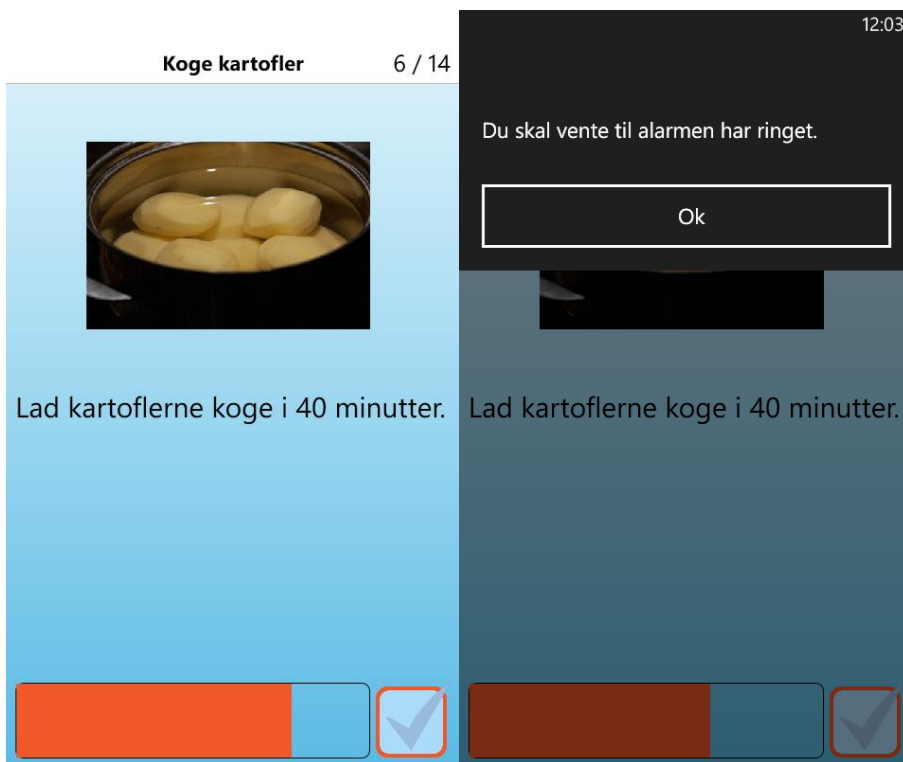 Koge kartofler
6 / 14
Lad kartoflerne koge i 40 minutter.
12:03
Du skal vente til alarmen har ringet.
Ok
Lad kartoflerne koge i 40 minutter.